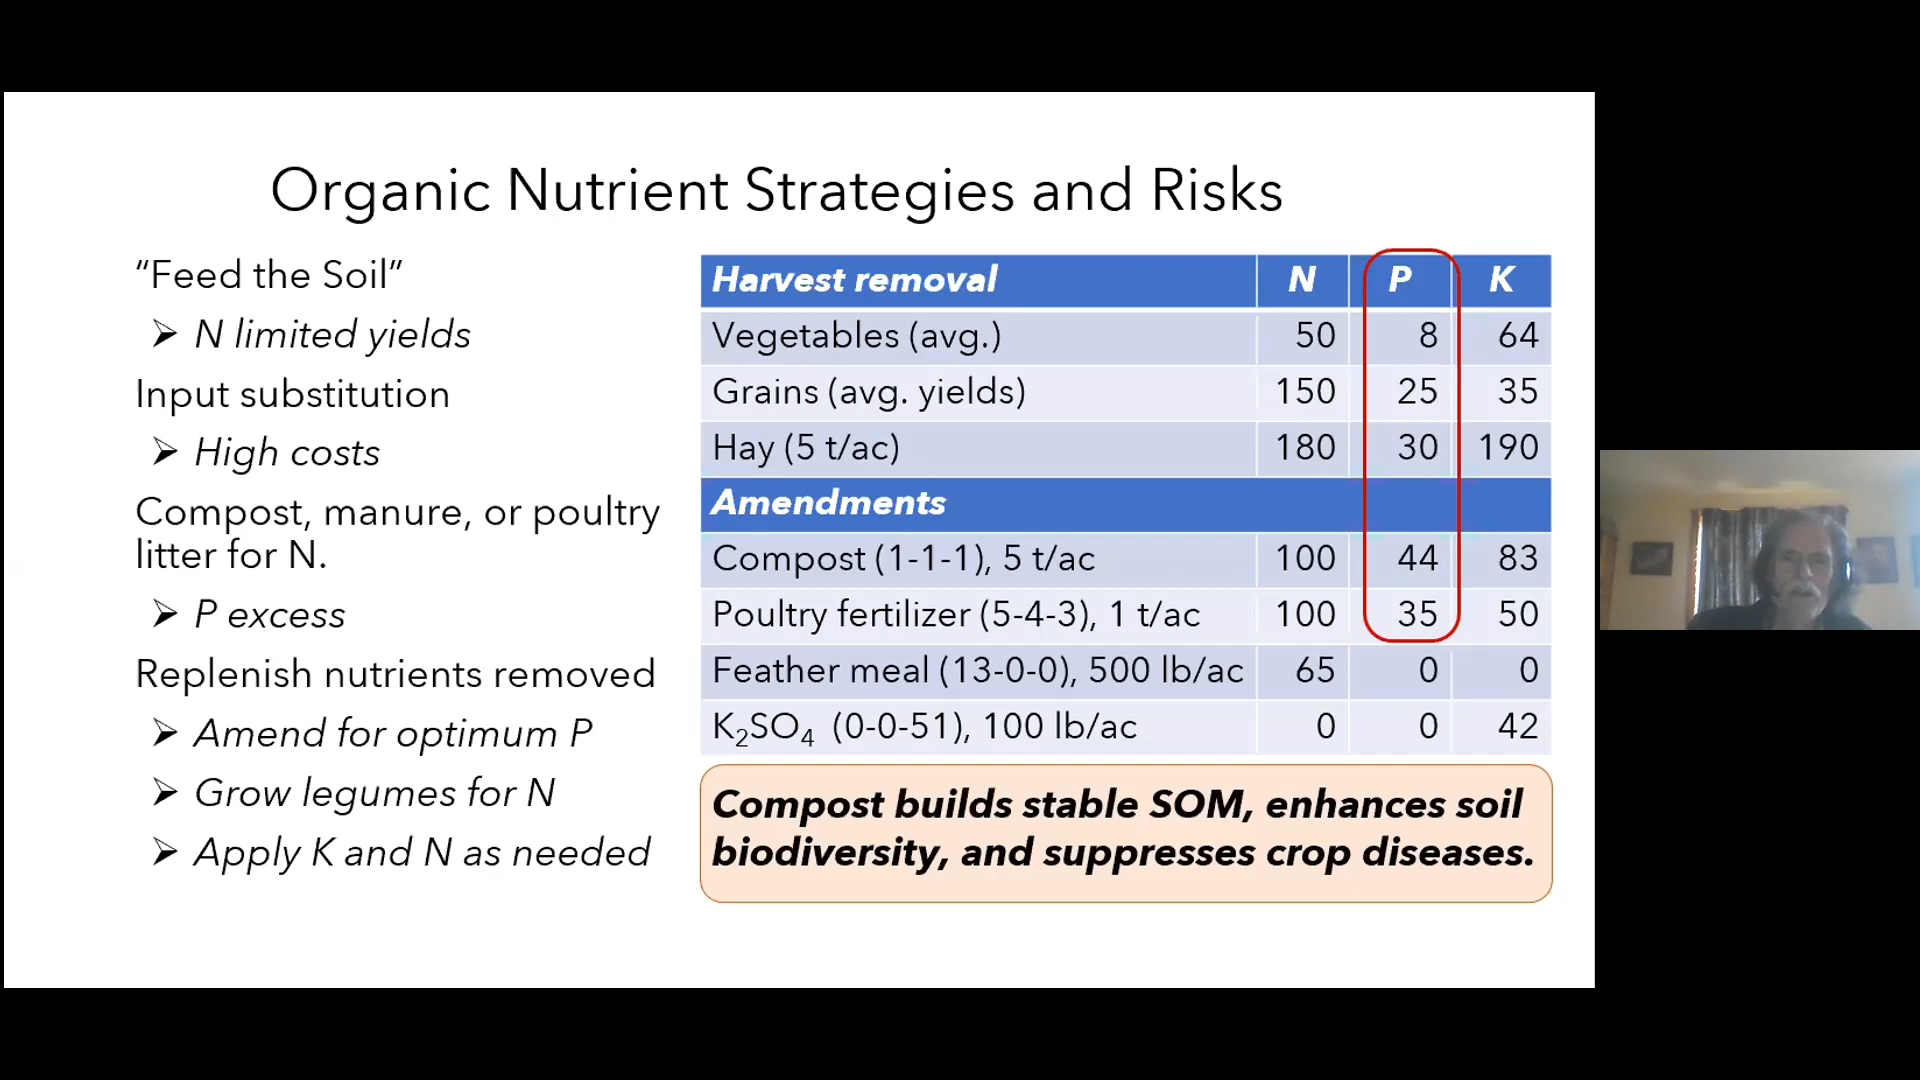 Organic Nutrient Strategies and Risks
“Feed the Soil”
➢ N limited yields
Input substitution
➢ High costs
Compost, manure, or poultry
litter for N.
➢ P excess
Replenish nutrients removed
➢ Amend for optimum P
➢ Grow legumes for N
➢ Apply K and N as needed
Harvest removal N P K
Vegetables (avg.) 50 8 64
Grains (avg. yields) 150 25 35
Hay (5 t/ac) 180 30 190
Amendments
Compost (1-1-1), 5 t/ac 100 44 83
Poultry fertilizer (5-4-3), 1 t/ac 100 35 50
Feather meal (13-0-0), 500 lb/ac 65 0 0
K₂SO₄ (0-0-51), 100 lb/ac 0 0 42
Compost builds stable SOM, enhances soil
biodiversity, and suppresses crop diseases.